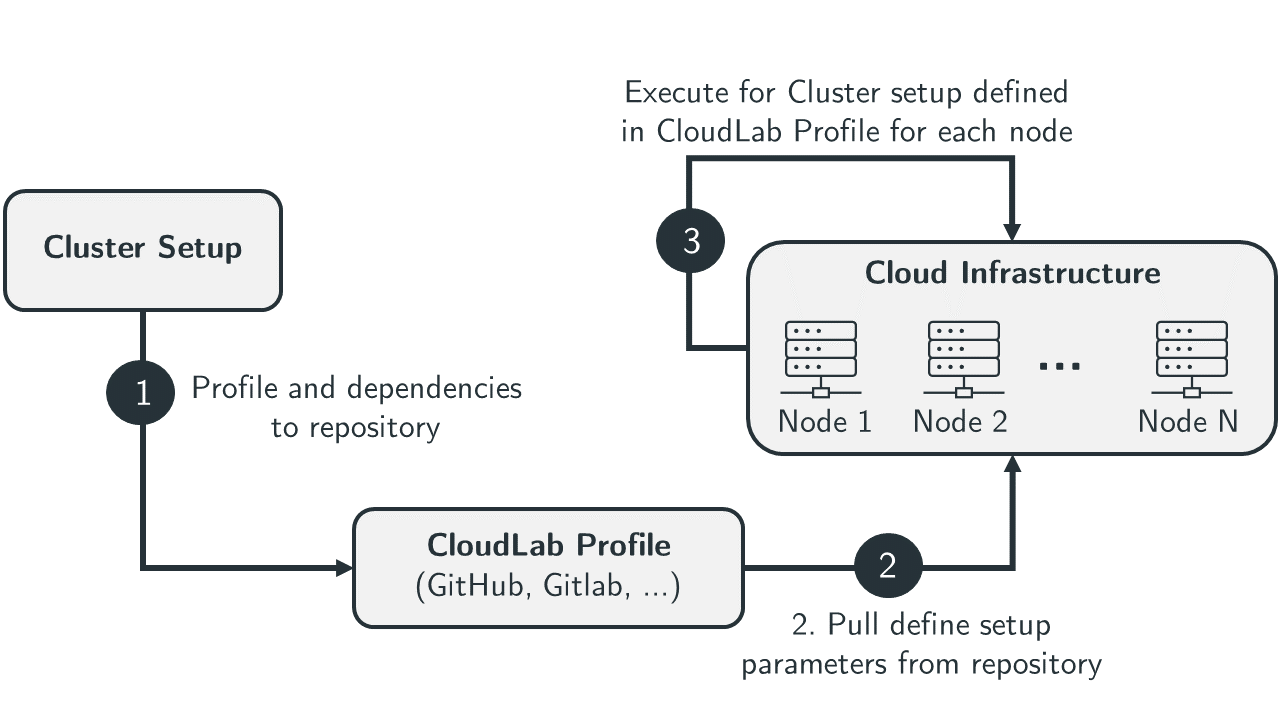 Execute for Cluster setup defined
in CloudLab Profile for each node
Cluster Setup
3
Cloud Infrastructure
...
Node 1
Node 2
Node N
1
Profile and dependencies
to repository
CloudLab Profile
(GitHub, Gitlab, ...)
2
2. Pull define setup
parameters from repository